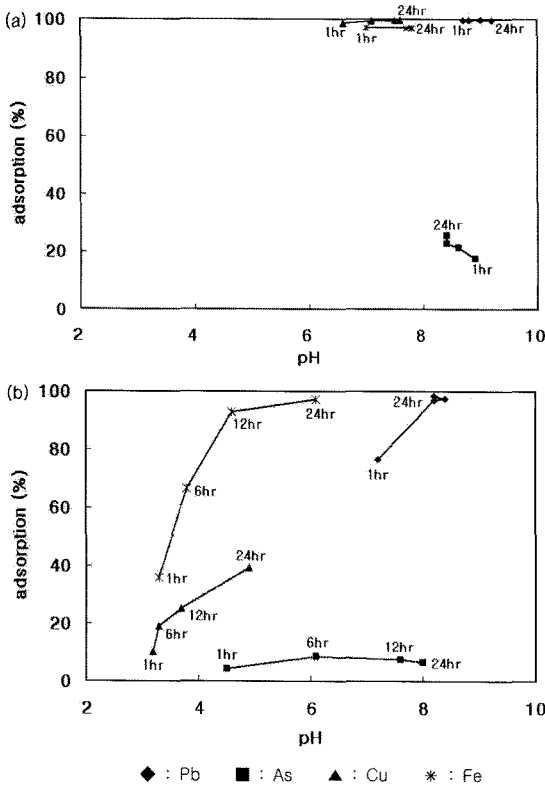 (a)
100
80
60
40
20
0
adsorption (%)
24hr
1hr
1hr
24hr
1hr
24hr
24hr
1hr
2
4
6
8
10
pH
(b)
100
80
60
40
20
0
adsorption (%)
24hr
12hr
24hr
1hr
6hr
1hr
24hr
12hr
6hr
1hr
1hr
6hr
12hr
24hr
2
4
6
8
10
pH
◆ : Pb ■ : As ▲ : Cu ✳ : Fe